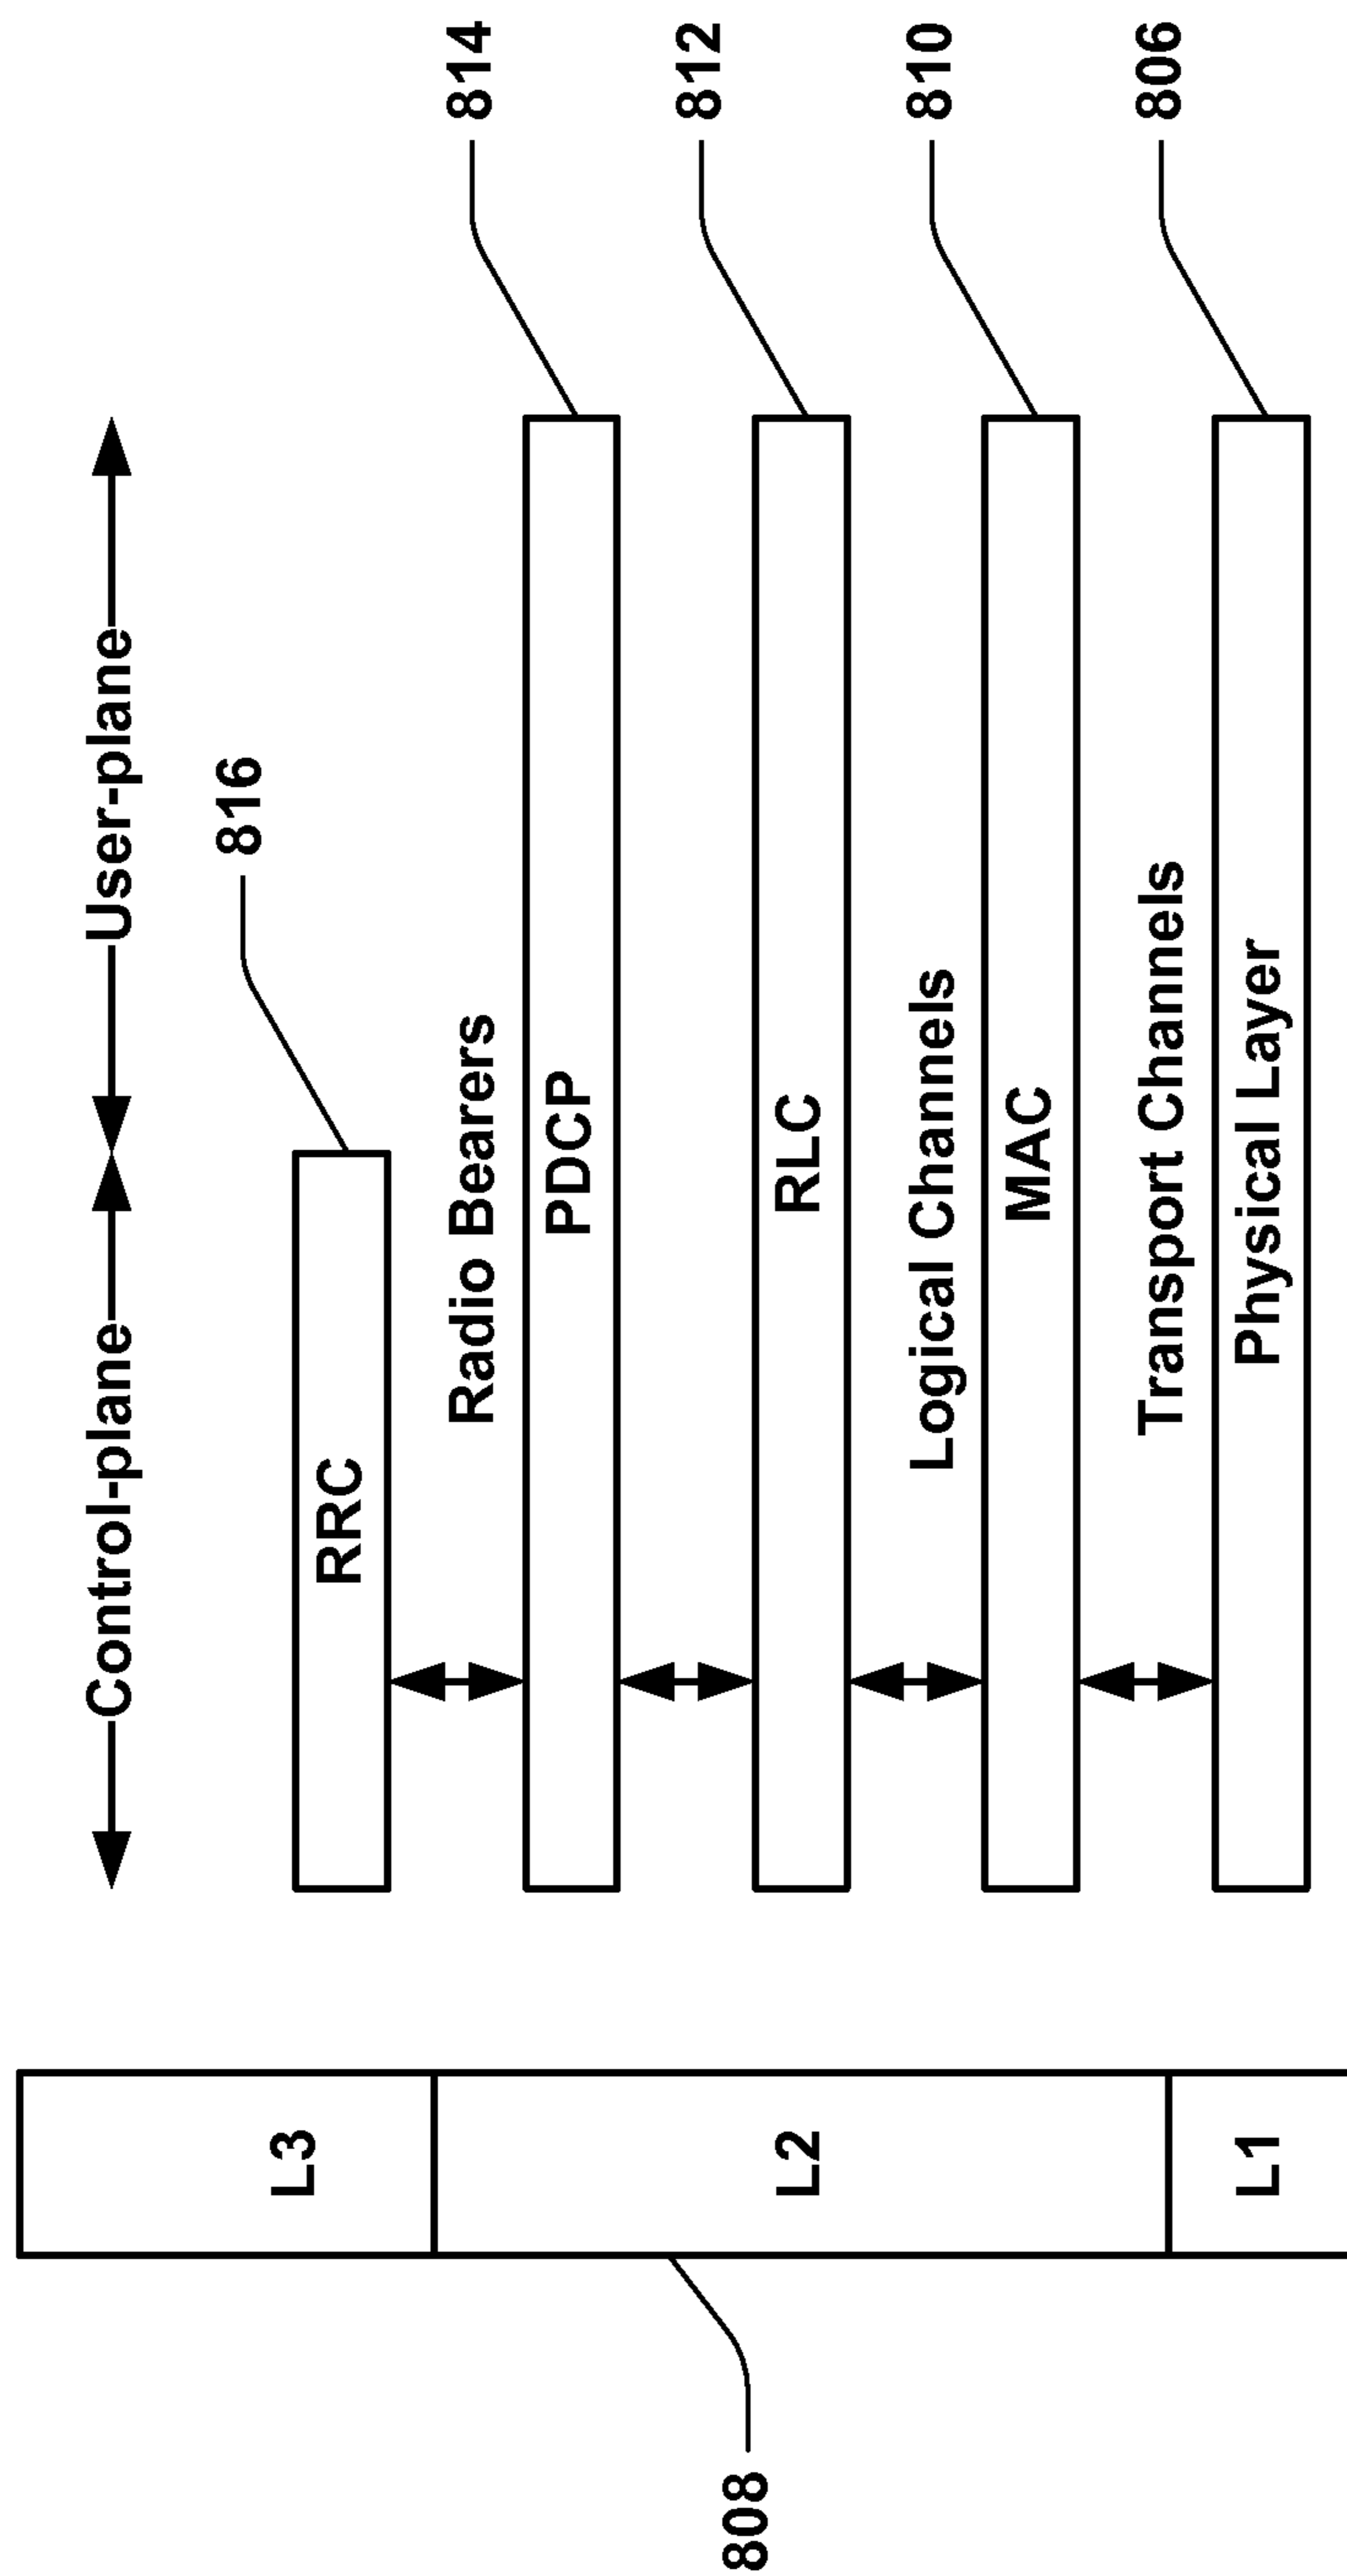 Control-plane User-plane
816
RRC
L3
Radio Bearers
814
PDCP
808
L2
812
RLC
Logical Channels
810
MAC
Transport Channels
806
L1
Physical Layer